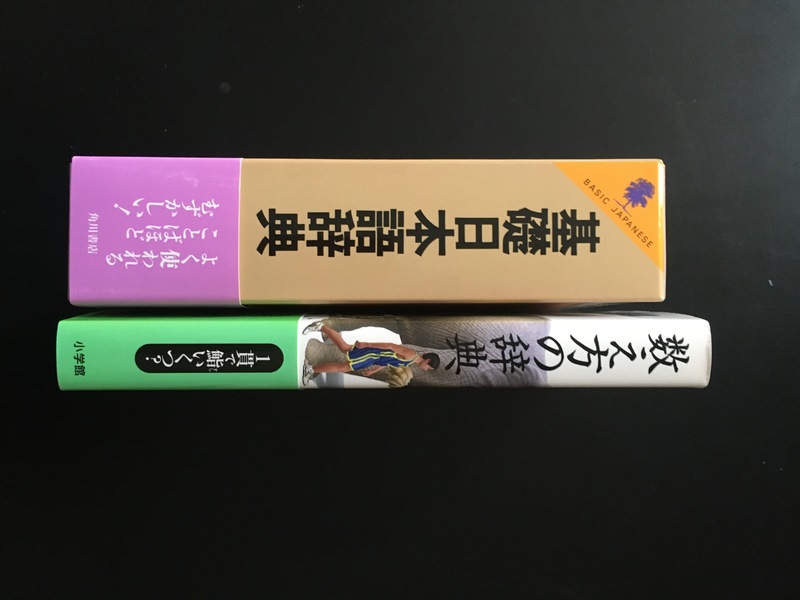 BASIC JAPANESE
基礎日本語辞典
よく使われる
ことばほど
むずかしい!
角川書店
数え方の辞典
1貫で鮨いくつ?
小学館